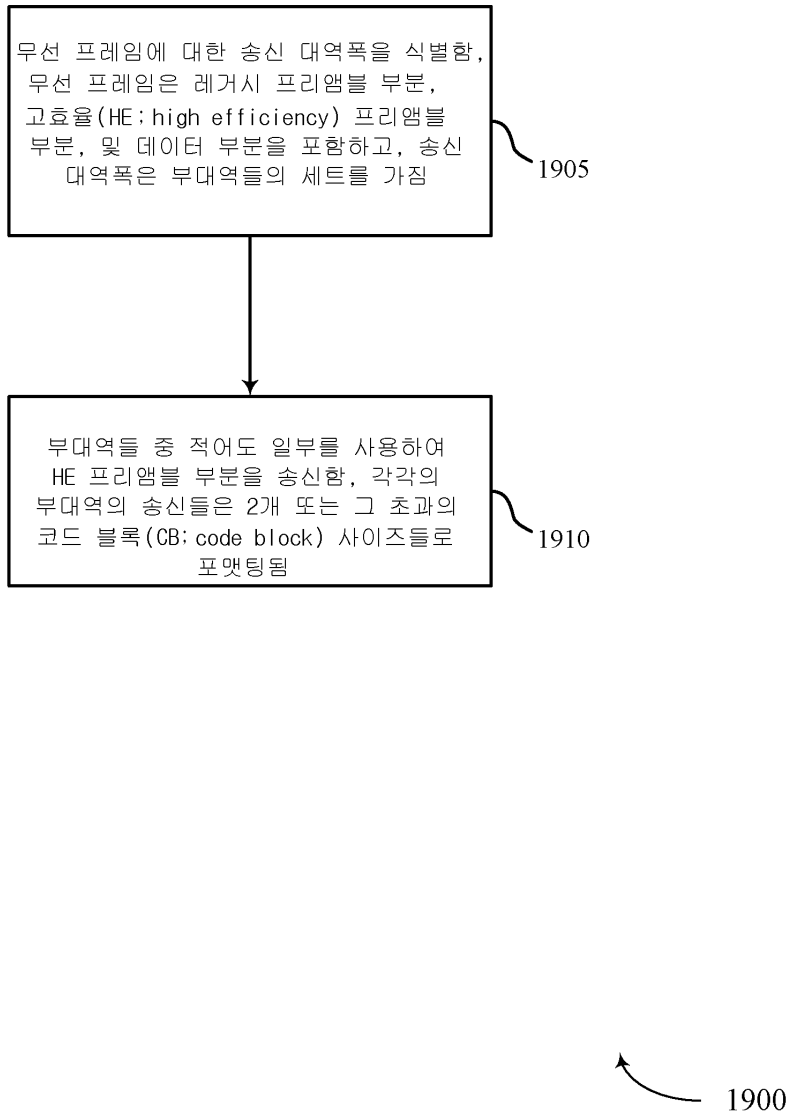 무선 프레임에 대한 송신 대역폭을 식별함,
무선 프레임은 레거시 프리앰블 부분,
고효율(HE; high efficiency) 프리앰블
부분, 및 데이터 부분을 포함하고, 송신
대역폭은 부대역들의 세트를 가짐
1905
부대역들 중 적어도 일부를 사용하여
HE 프리앰블 부분을 송신함, 각각의
부대역의 송신들은 2개 또는 그 초과의
코드 블록(CB; code block) 사이즈들로
포맷팅됨
1910
1900